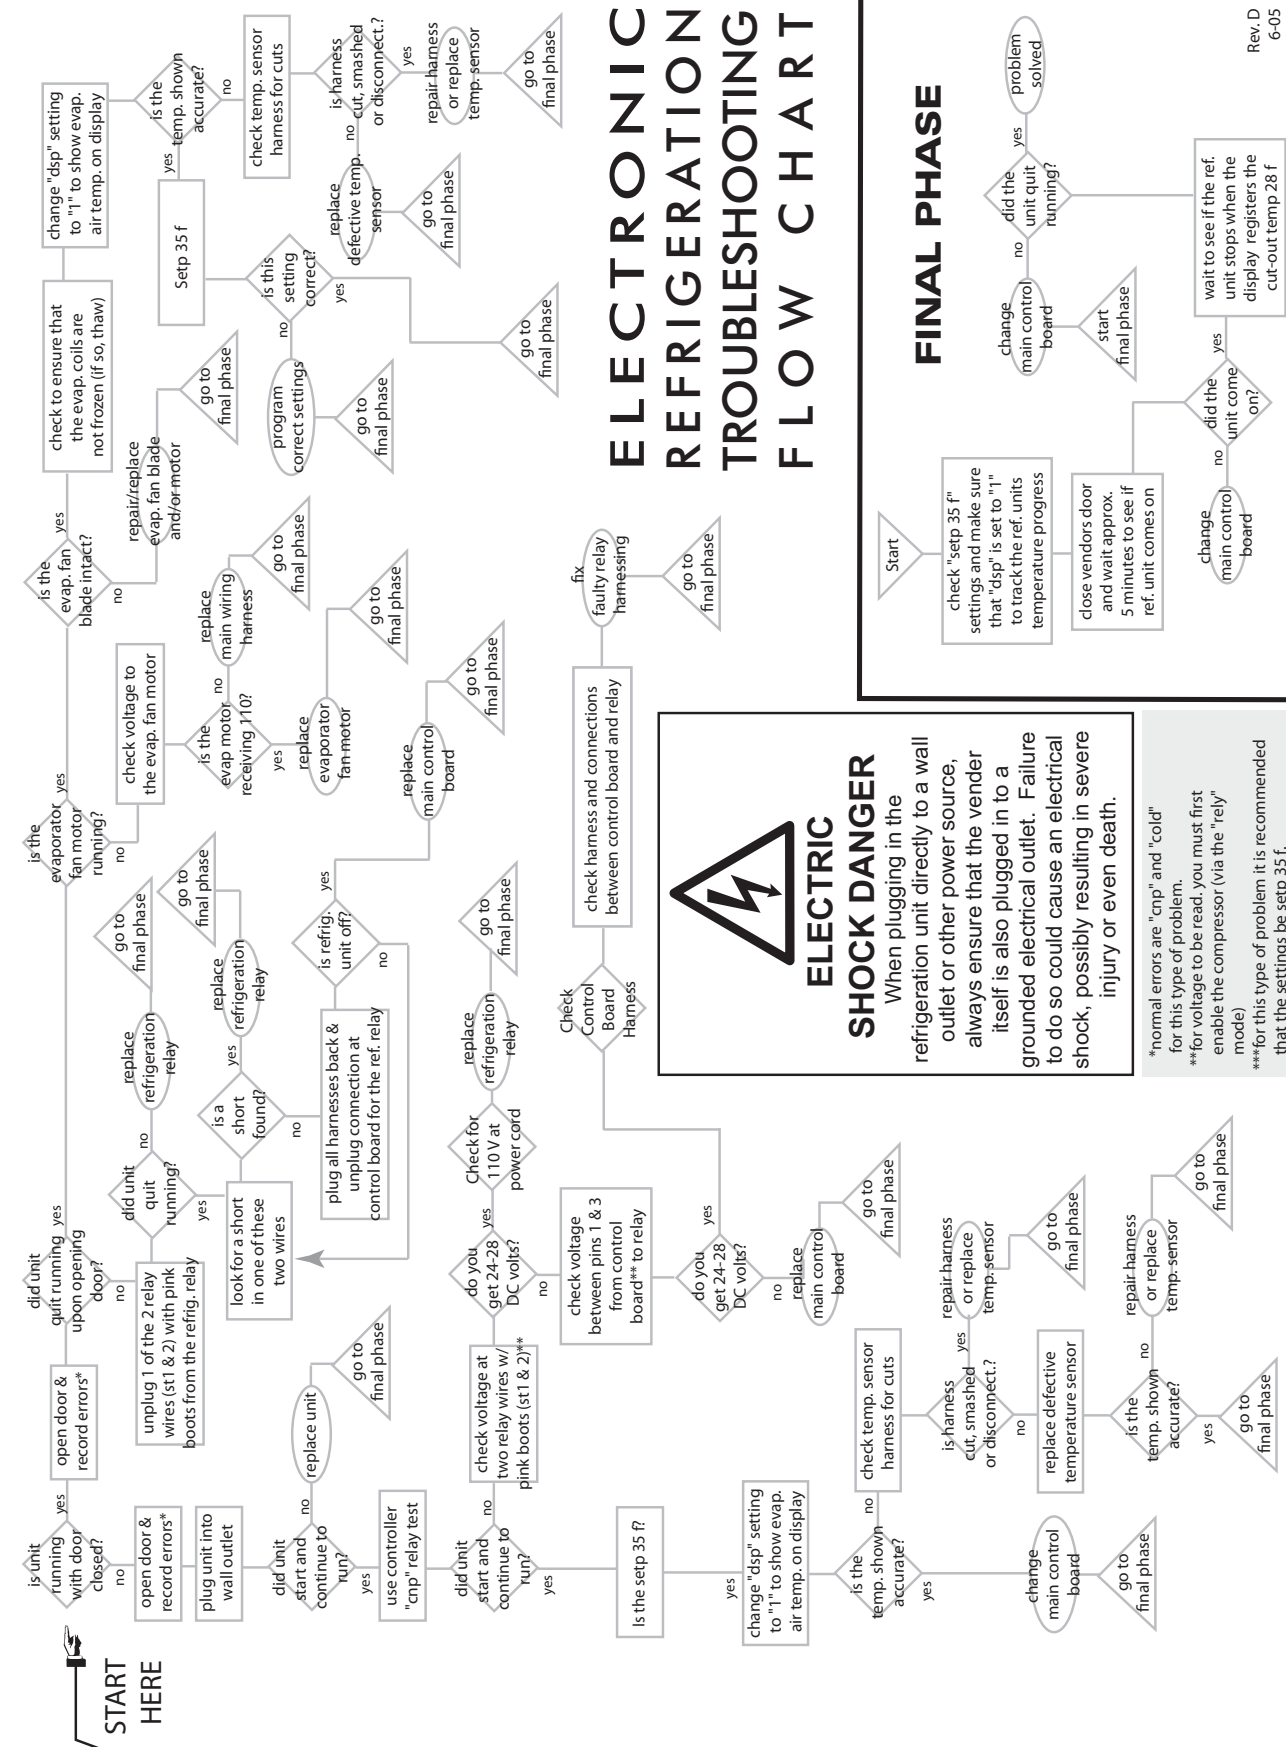 START
HERE
is unit
running
with door
closed?
yes
no
open door &
record errors*
did unit
quit running
upon opening
door?
yes
no
is the
evaporator
fan motor
running?
yes
no
is the
evap. fan
blade intact?
yes
no
check to ensure that
the evap. coils are
not frozen (if so, thaw)
change "dsp" setting
to "1" to show evap.
air temp. on display
is the
temp. shown
accurate?
yes
no
check temp. sensor
harness for cuts
is harness
cut, smashed
or disconnect.?
yes
no
repair harness
or replace
temp. sensor
go to
final phase
replace
defective temp.
sensor
go to
final phase
Setp 35 f
is this
setting
correct?
no
yes
program
correct settings
go to
final phase
go to
final phase
repair/replace
evap. fan blade
and/or motor
go to
final phase
check voltage to
the evap. fan motor
is the
evap motor
receiving 110?
no
yes
replace
main wiring
harness
go to
final phase
replace
evaporator
fan motor
go to
final phase
unplug 1 of the 2 relay
wires (st1 & 2) with pink
boots from the refrig. relay
did unit
quit
running?
no
yes
replace
refrigeration
relay
go to
final phase
look for a short
in one of these
two wires
is a
short
found?
yes
no
replace
refrigeration
relay
go to
final phase
plug all harnesses back &
unplug connection at
control board for the ref. relay
is refrig.
unit off?
yes
no
replace
main control
board
go to
final phase
open door &
record errors*
plug unit into
wall outlet
did unit
start and
continue to
run?
no
yes
replace unit
go to
final phase
use controller
"cnp" relay test
did unit
start and
continue to
run?
no
yes
check voltage at
two relay wires w/
pink boots (st1 & 2)**
do you
get 24-28
DC volts?
yes
no
Check for
110 V at
power cord
replace
refrigeration
relay
go to
final phase
check voltage
between pins 1 & 3
from control
board** to relay
do you
get 24-28
DC volts?
yes
no
replace
main control
board
go to
final phase
Check
Control
Board
Harness
check harness and connections
between control board and relay
fix
faulty relay
harnessing
go to
final phase
Is the setp 35 f?
yes
change "dsp" setting
to "1" to show evap.
air temp. on display
is the
temp. shown
accurate?
no
yes
change
main control
board
go to
final phase
check temp. sensor
harness for cuts
is harness
cut, smashed
or disconnect.?
yes
no
repair harness
or replace
temp. sensor
go to
final phase
replace defective
temperature sensor
is the
temp. shown
accurate?
no
yes
repair harness
or replace
temp. sensor
go to
final phase
go to
final phase
ELECTRONIC
REFRIGERATION
TROUBLESHOOTING
FLOW CHART
ELECTRIC
SHOCK DANGER
When plugging in the
refrigeration unit directly to a wall
outlet or other power source,
always ensure that the vender
itself is also plugged in to a
grounded electrical outlet. Failure
to do so could cause an electrical
shock, possibly resulting in severe
injury or even death.
*normal errors are "cnp" and "cold"
for this type of problem.
**for voltage to be read. you must first
enable the compressor (via the "rely"
mode)
***for this type of problem it is recommended
that the settings be setp 35 f.
FINAL PHASE
Start
check "setp 35 f"
settings and make sure
that "dsp" is set to "1"
to track the ref. units
temperature progress
close vendors door
and wait approx.
5 minutes to see if
ref. unit comes on
did the
unit come
on?
no
yes
change
main control
board
wait to see if the ref.
unit stops when the
display registers the
cut-out temp 28 f
did the
unit quit
running?
yes
no
problem
solved
change
main control
board
start
final phase
Rev. D
6-05